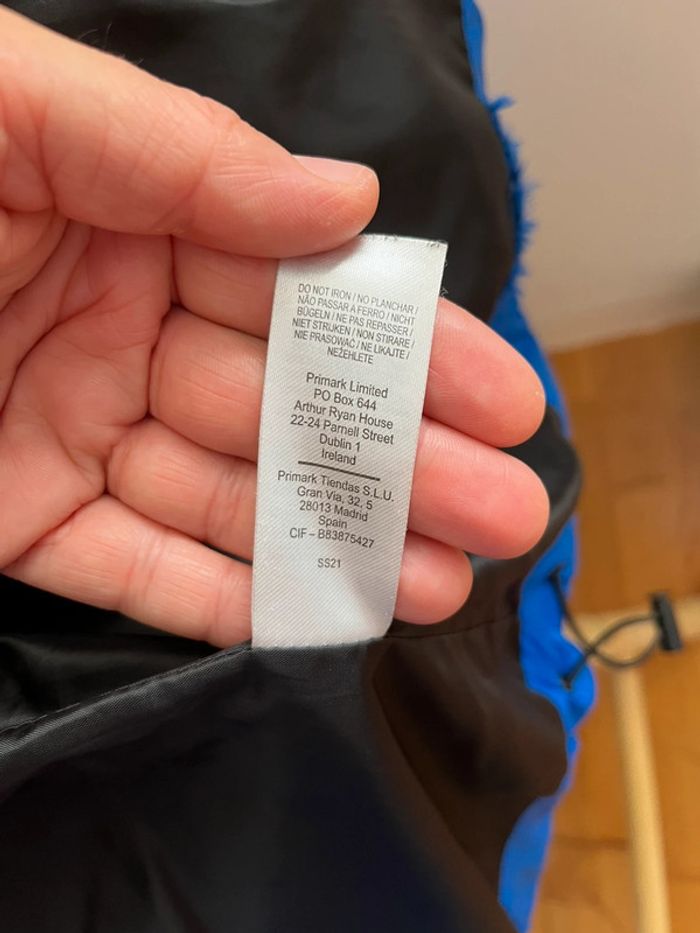 DO NOT IRON / NO PLANCHAR /
NÃO PASSAR A FERRO / NICHT
BÜGELN / NE PAS REPASSER /
NIET STRIJKEN / NON STIRARE /
NIE PRASOWAĆ / NE LIKAJTE /
NEŽEHLETE
Primark Limited
PO Box 644
Arthur Ryan House
22-24 Parnell Street
Dublin 1
Ireland
Primark Tiendas S.L.U.
Gran Via, 32, 5
28013 Madrid
Spain
CIF – B83875427
SS21